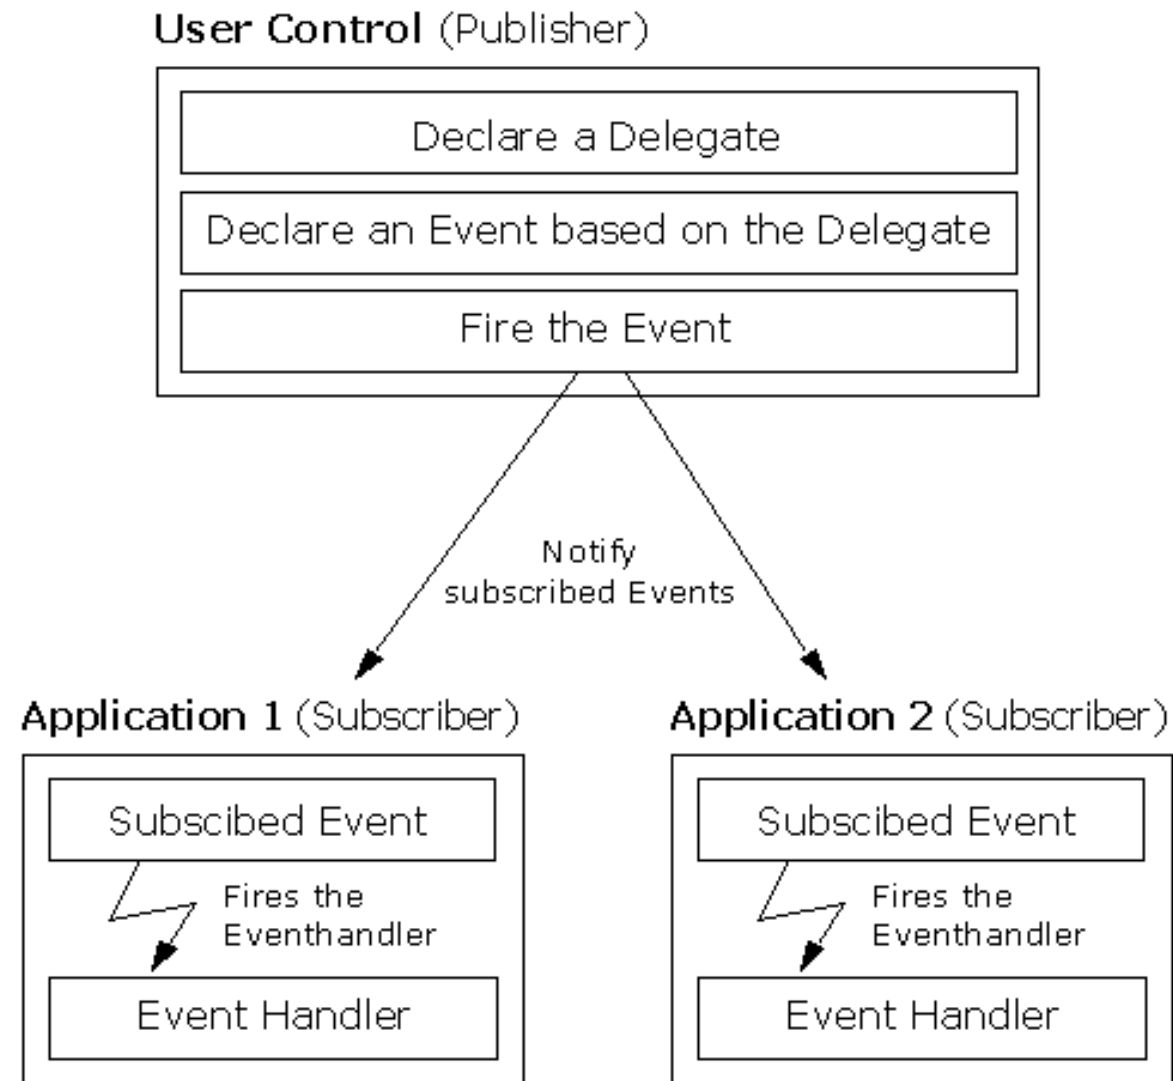 User Control (Publisher)
Declare a Delegate
Declare an Event based on the Delegate
Fire the Event
Notify
subscribed Events
Application 1 (Subscriber)
Application 2 (Subscriber)
Subscibed Event
Subscibed Event
Fires the
Eventhandler
Fires the
Eventhandler
Event Handler
Event Handler